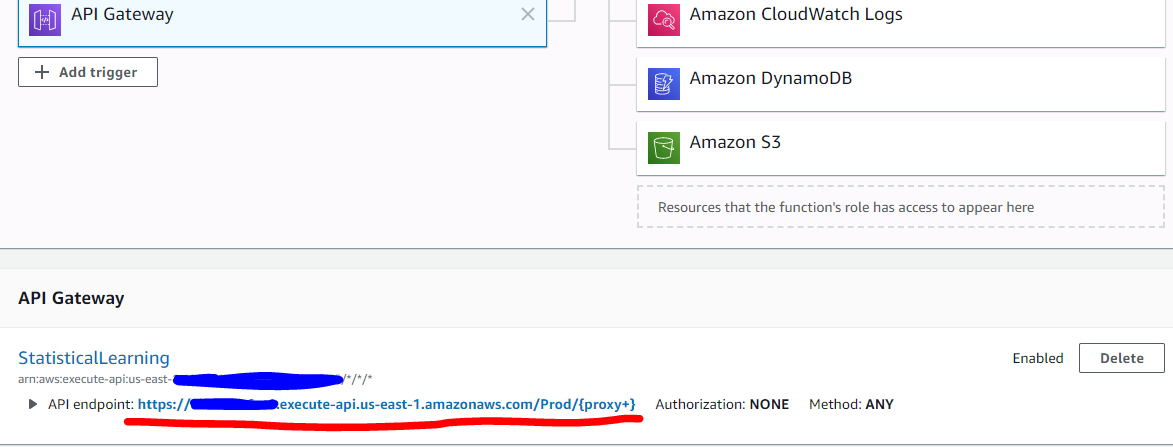 API Gateway
Amazon CloudWatch Logs
+ Add trigger
Amazon DynamoDB
Amazon S3
Resources that the function's role has access to appear here
API Gateway
StatisticalLearning
Enabled
Delete
arn:aws:execute-api:us-east- /*/*/*
API endpoint: https:// .execute-api.us-east-1.amazonaws.com/Prod/{proxy+} Authorization: NONE Method: ANY